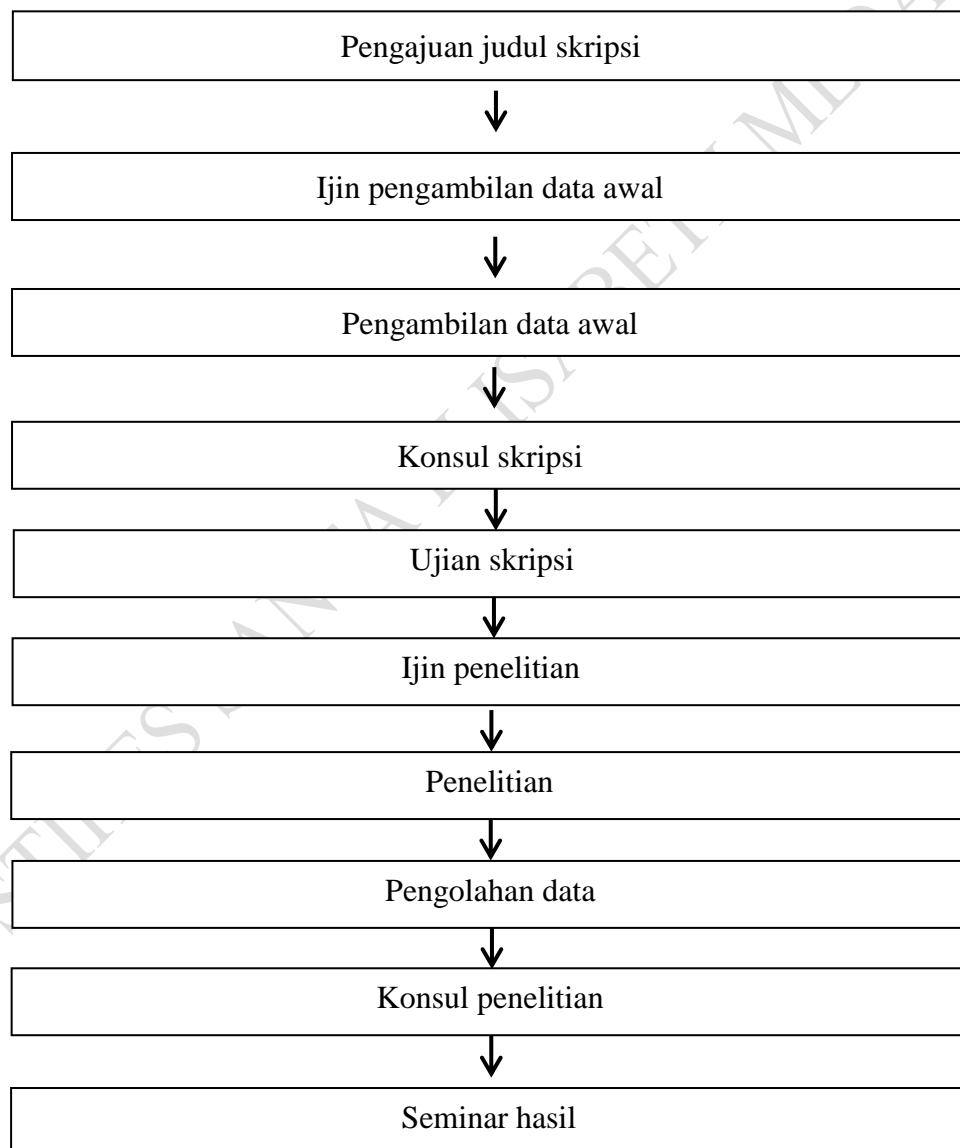 Pengajuan judul skripsi
Ijin pengambilan data awal
Pengambilan data awal
Konsul skripsi
Ujian skripsi
Ijin penelitian
Penelitian
Pengolahan data
Konsul penelitian
Seminar hasil